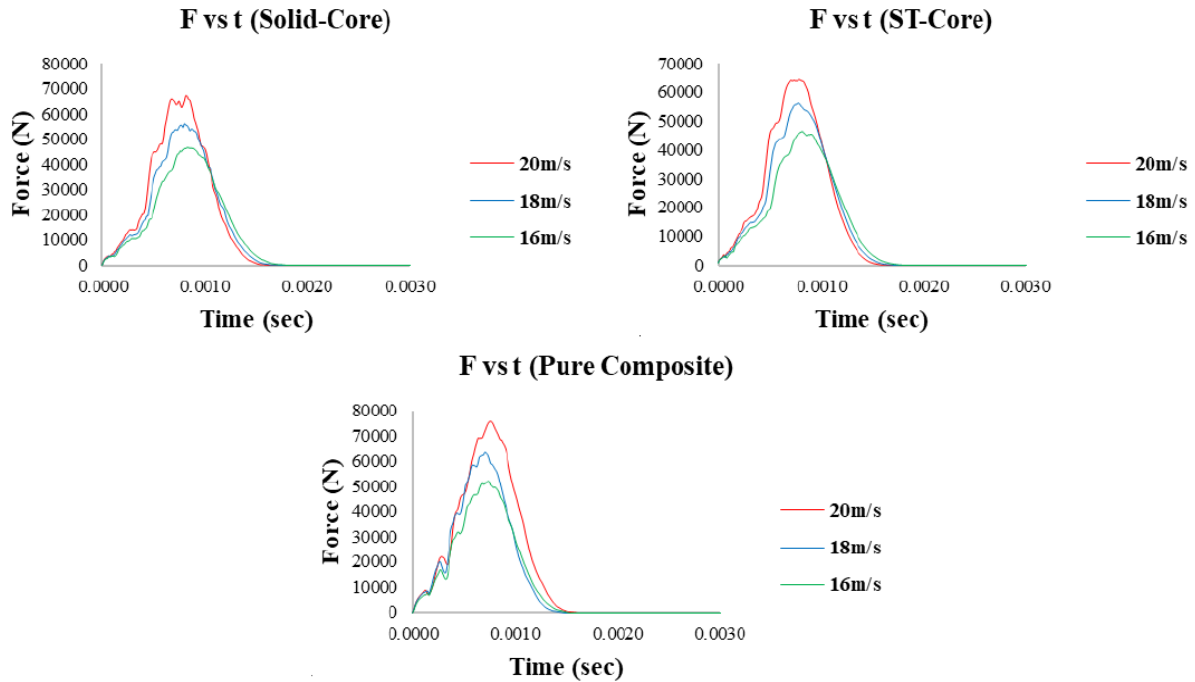 F vs t (Solid-Core)
80000
70000
60000
50000
40000
30000
20000
10000
0
Force (N)
0.0000 0.0010 0.0020 0.0030
Time (sec)
20m/s
18m/s
16m/s
F vs t (ST-Core)
70000
60000
50000
40000
30000
20000
10000
0
Force (N)
0.0000 0.0010 0.0020 0.0030
Time (sec)
20m/s
18m/s
16m/s
F vs t (Pure Composite)
80000
70000
60000
50000
40000
30000
20000
10000
0
Force (N)
0.0000 0.0010 0.0020 0.0030
Time (sec)
20m/s
18m/s
16m/s